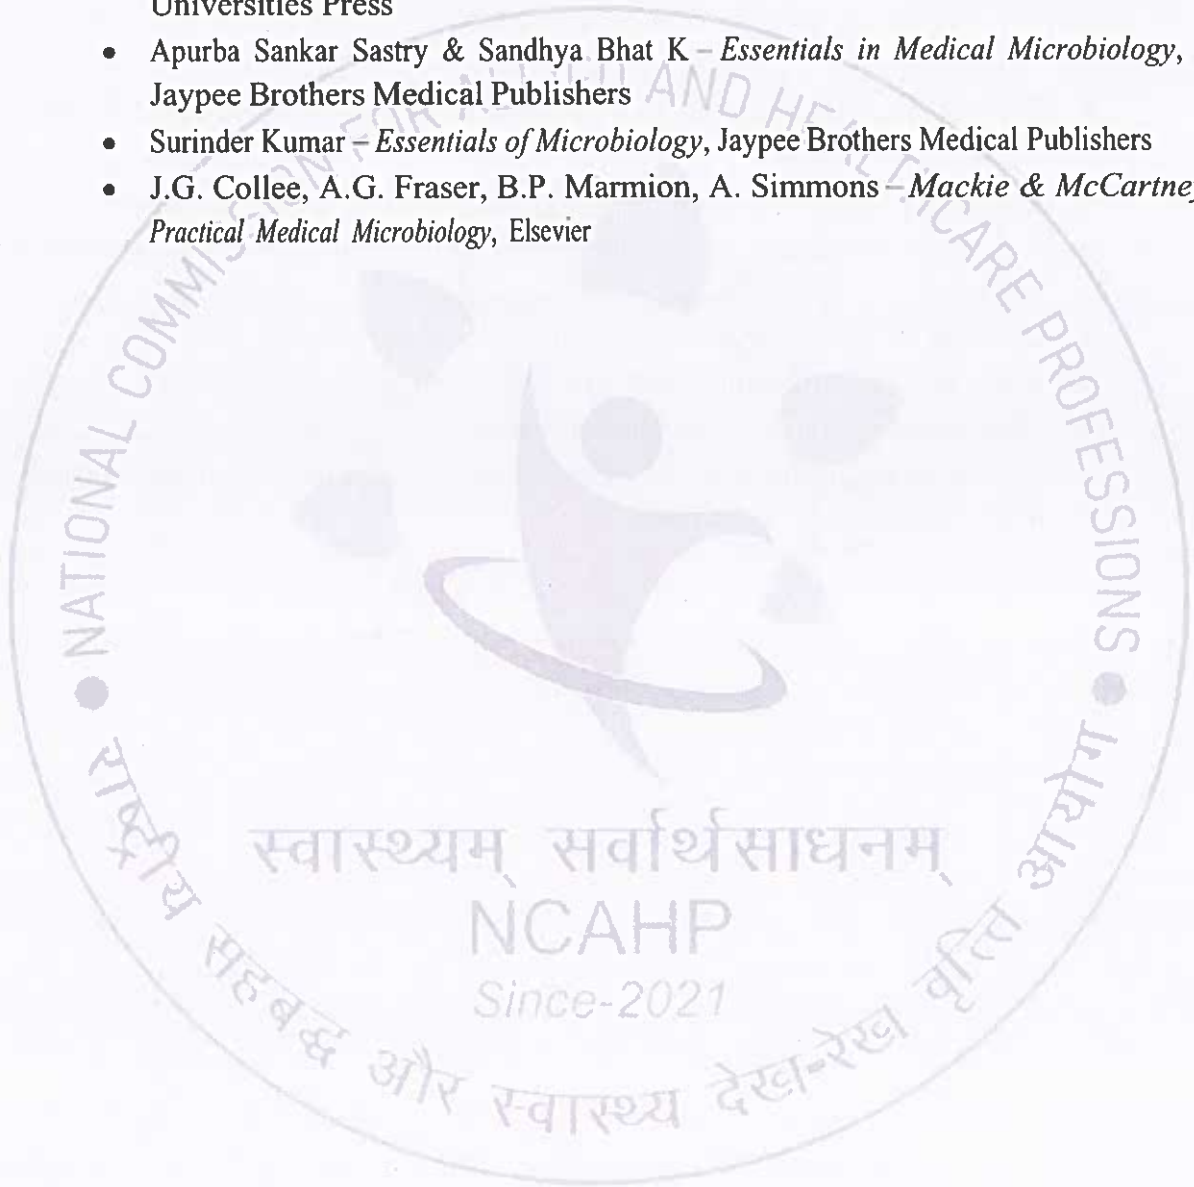 Universities Press
• Apurba Sankar Sastry & Sandhya Bhat K – Essentials in Medical Microbiology,
Jaypee Brothers Medical Publishers
• Surinder Kumar – Essentials of Microbiology, Jaypee Brothers Medical Publishers
• J.G. Collee, A.G. Fraser, B.P. Marmion, A. Simmons – Mackie & McCartney
Practical Medical Microbiology, Elsevier
NATIONAL COMMISSION FOR ALLIED AND HEALTHCARE PROFESSIONS
स्वास्थ्यम् सर्वार्थसाधनम्
NCAHP
Since-2021
राष्ट्रीय सहबद्ध और स्वास्थ्य देख-रेख वृत्ति आयोग